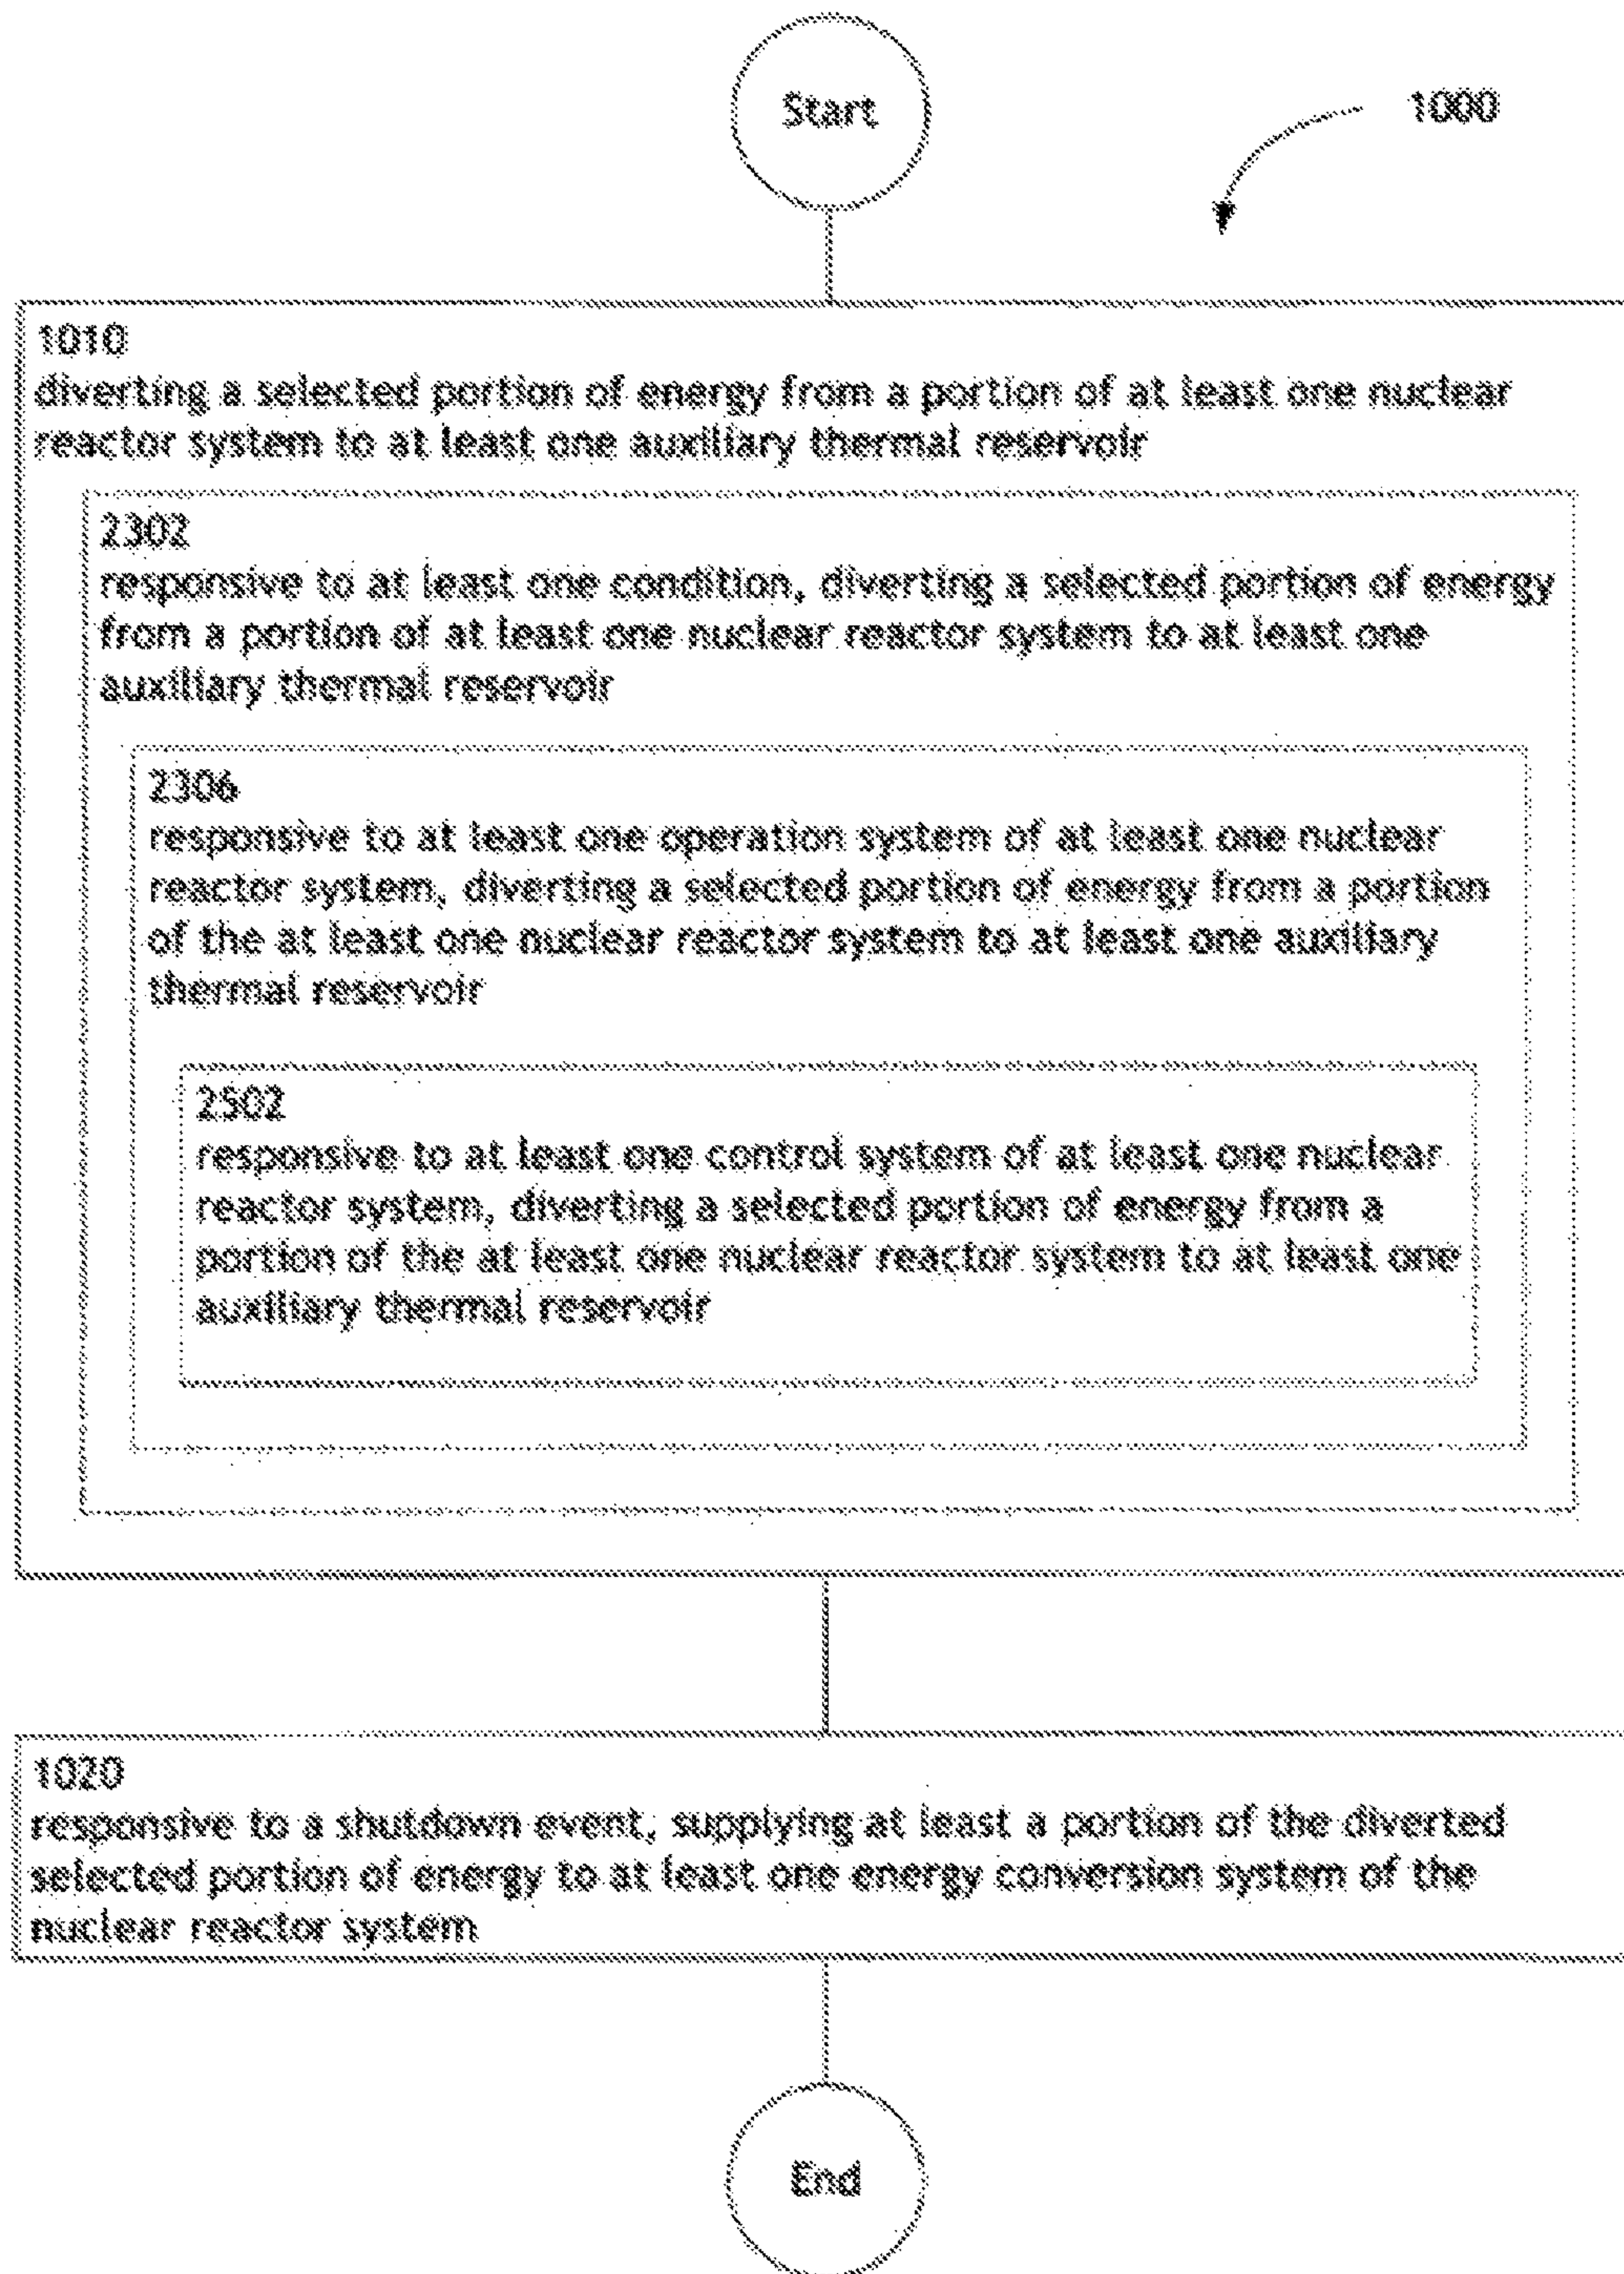 Start
1000
1010
diverting a selected portion of energy from a portion of at least one nuclear
reactor system to at least one auxiliary thermal reservoir
2302
responsive to at least one condition, diverting a selected portion of energy
from a portion of at least one nuclear reactor system to at least one
auxiliary thermal reservoir
2306
responsive to at least one operation system of at least one nuclear
reactor system, diverting a selected portion of energy from a portion
of the at least one nuclear reactor system to at least one auxiliary
thermal reservoir
2502
responsive to at least one control system of at least one nuclear
reactor system, diverting a selected portion of energy from a
portion of the at least one nuclear reactor system to at least one
auxiliary thermal reservoir
1020
responsive to a shutdown event, supplying at least a portion of the diverted
selected portion of energy to at least one energy conversion system of the
nuclear reactor system
End